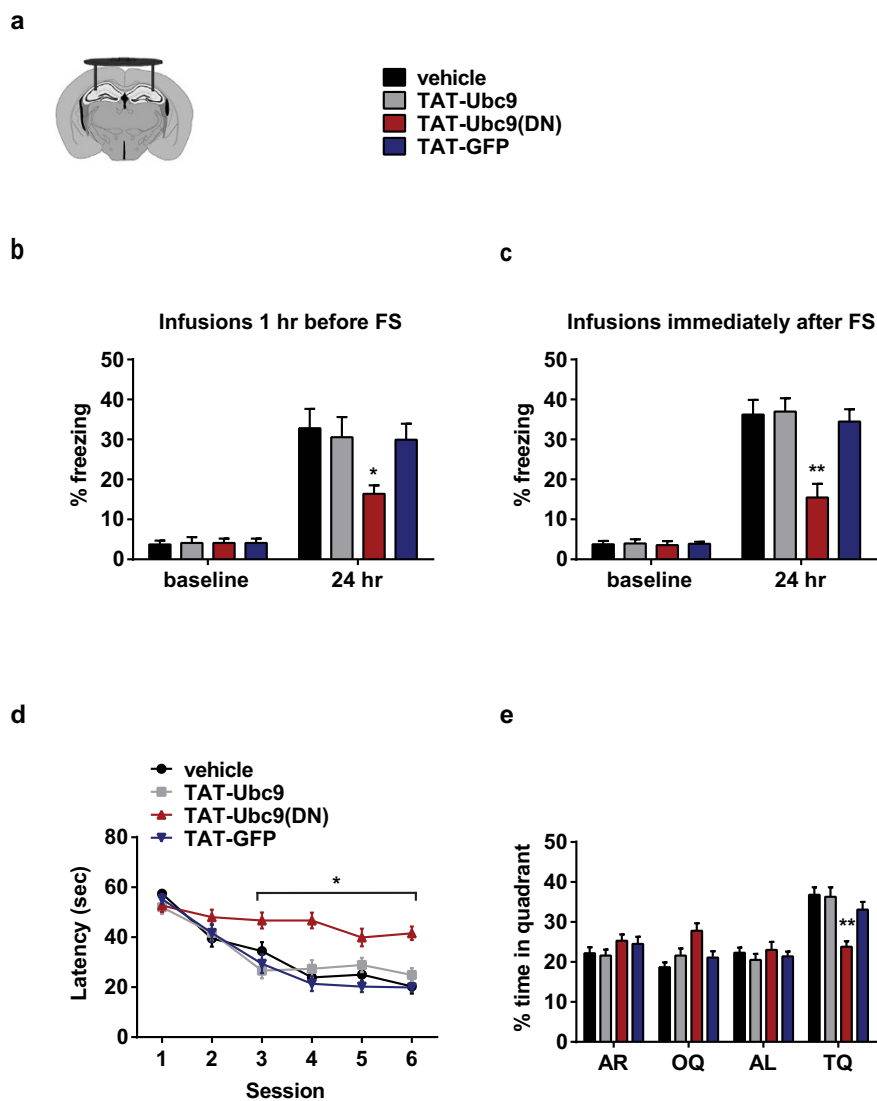 a
vehicle
TAT-Ubc9
TAT-Ubc9(DN)
TAT-GFP
b
Infusions 1 hr before FS
% freezing
50
40
30
20
10
0
*
baseline 24 hr
c
Infusions immediately after FS
% freezing
50
40
30
20
10
0
**
baseline 24 hr
d
vehicle
TAT-Ubc9
TAT-Ubc9(DN)
TAT-GFP
Latency (sec)
80
60
40
20
0
*
1 2 3 4 5 6
Session
e
% time in quadrant
50
40
30
20
10
0
**
AR OQ AL TQ